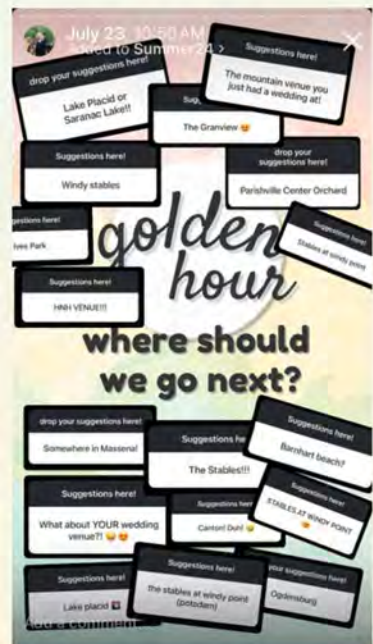 July 23 10:50 AM
added to Summer24 >
drop your suggestions here!
Lake Placid or
Saranac Lake!!
Suggestions here!
The mountain venue you
just had a wedding at!
The Granview 😍
Suggestions here!
Windy stables
drop your
suggestions here!
Parishville Center Orchard
Ives Park
Suggestions here!
Stables at windy point
Suggestions here!
HNH VENUE!!!
golden
hour
where should
we go next?
drop your suggestions here!
Somewhere in Massena!
The Stables!!!
Suggestions here!
Barnhart beach?
Suggestions here!
What about YOUR wedding
venue?! 😜 😍
Suggestions here!
Canton! Duh! 😜
Suggestions here!
STABLES AT WINDY POINT
Suggestions here!
Lake placid
Suggestions here!
the stables at windy point
(potsdam)
your suggestions here!
Ogdensburg
Add a comment